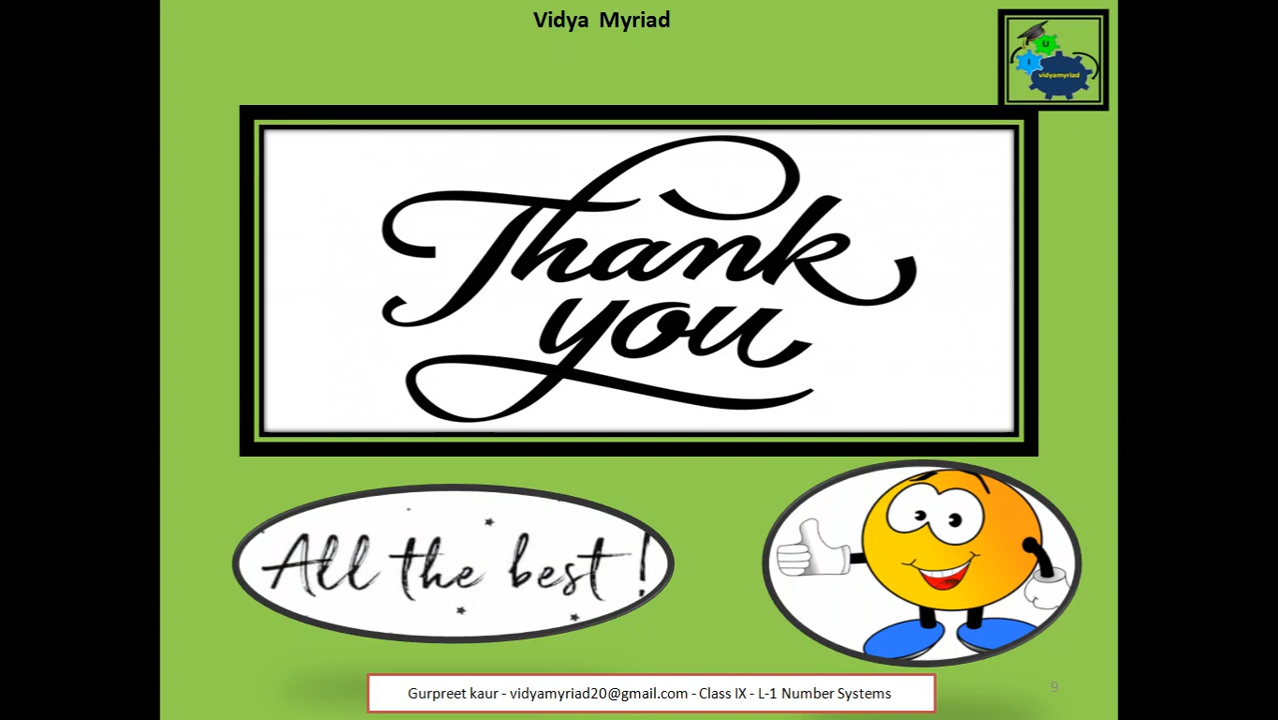 Vidya Myriad
U
I
vidyamyriad
Thank
you
All the best!
Gurpreet kaur - vidyamyriad20@gmail.com - Class IX - L-1 Number Systems
9